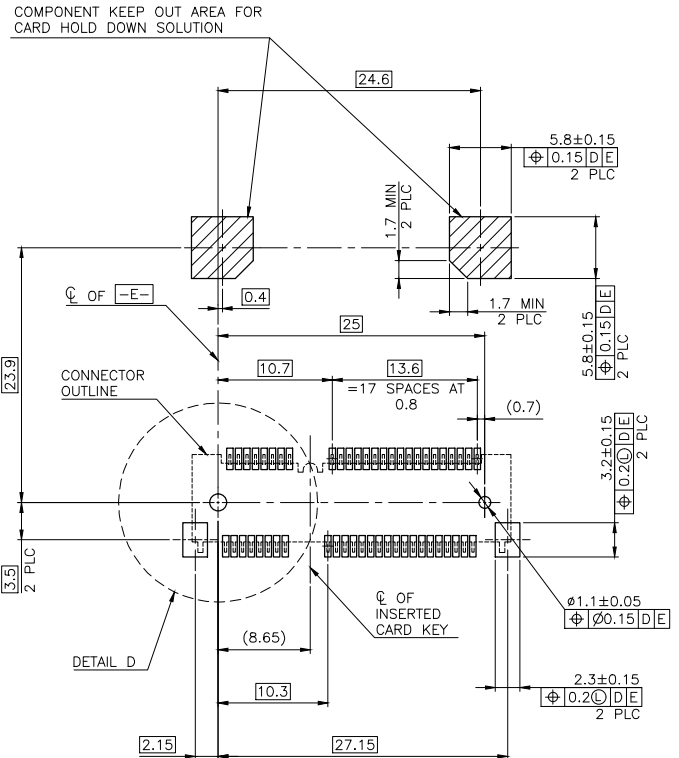 COMPONENT KEEP OUT AREA FOR
CARD HOLD DOWN SOLUTION
24.6
5.8±0.15
⌖ 0.15 D E
2 PLC
1.7 MIN
2 PLC
0.4
℄ OF -E-
1.7 MIN
2 PLC
5.8±0.15
⌖ 0.15 D E
2 PLC
25
23.9
10.7
13.6
=17 SPACES AT
0.8
CONNECTOR
OUTLINE
(0.7)
3.2±0.15
⌖ 0.2Ⓛ D E
2 PLC
3.5
2 PLC
℄ OF
INSERTED
CARD KEY
ø1.1±0.05
⌖ Ø0.15 D E
(8.65)
DETAIL D
10.3
2.3±0.15
⌖ 0.2Ⓛ D E
2 PLC
2.15
27.15